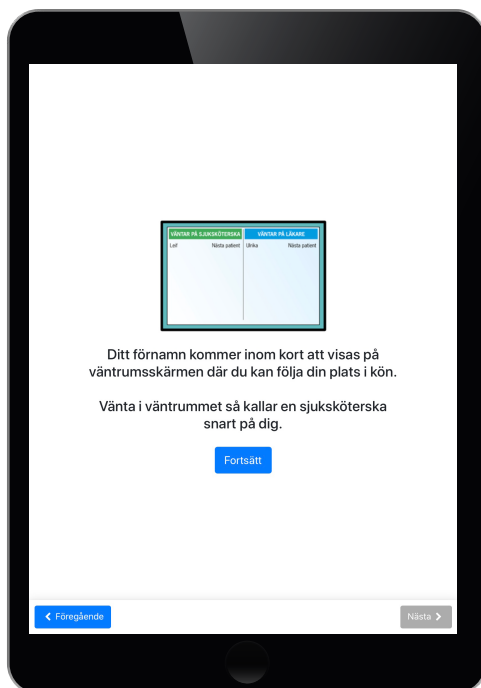 VÄNTAR PÅ SJUKSKÖTERSKA
VÄNTAR PÅ LÄKARE
Leif Nästa patient
Ulrika Nästa patient
Ditt förnamn kommer inom kort att visas på
väntrumsskärmen där du kan följa din plats i kön.
Vänta i väntrummet så kallar en sjuksköterska
snart på dig.
Fortsätt
Föregående
Nästa